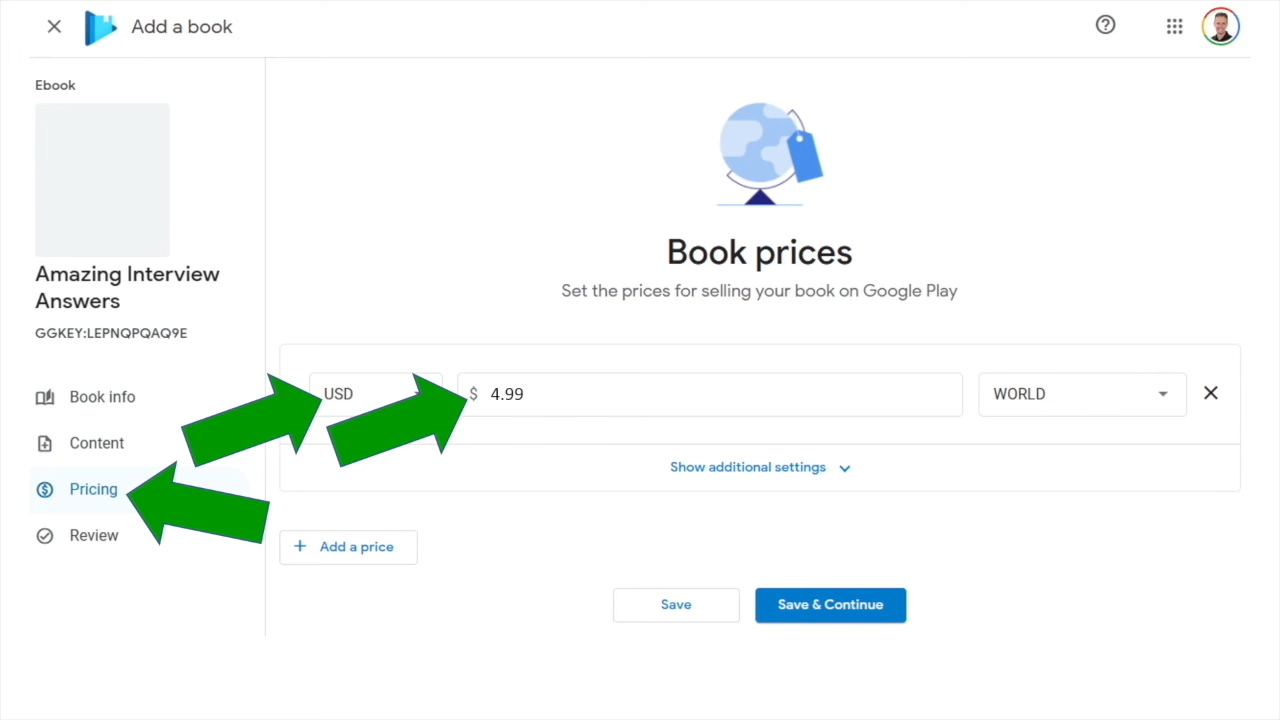 Add a book
Ebook
Amazing Interview
Answers
GGKEY:LEPNQPQAQ9E
Book info
Content
Pricing
Review
Book prices
Set the prices for selling your book on Google Play
USD
$ 4.99
WORLD
Show additional settings
+ Add a price
Save
Save & Continue